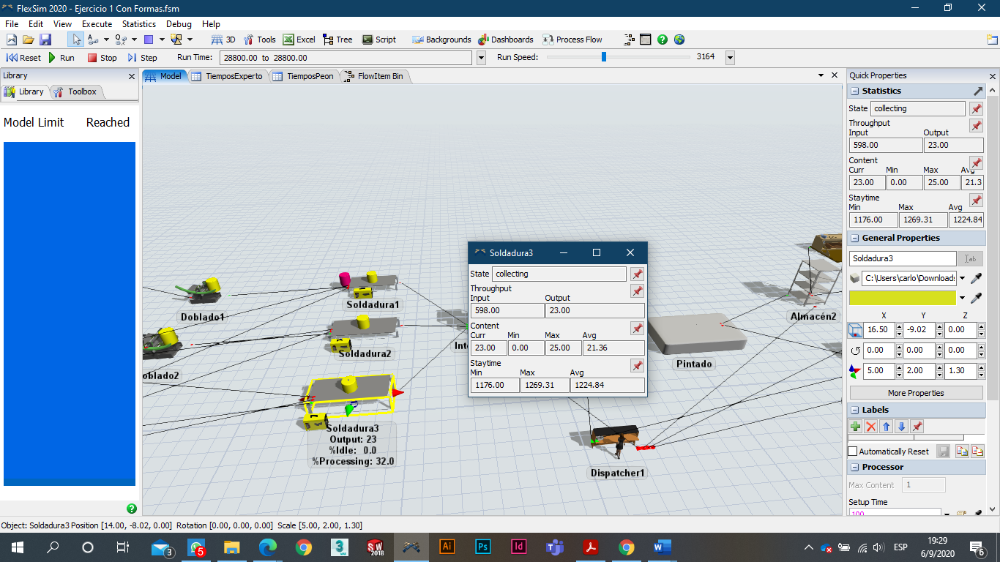 FlexSim 2020 - Ejercicio 1 Con Formas.fsm
File Edit View Execute Statistics Debug Help
3D Tools Excel Tree Script Backgrounds Dashboards Process Flow
Reset Run Stop Step Run Time: 28800.00 to 28800.00 Run Speed: 3164
Library
Library Toolbox
Model Limit Reached
Model TiemposExperto TiemposPeon FlowItem Bin
Doblado1
oblado2
Soldadura1
Soldadura2
Soldadura3
Output: 23
%Idle: 0.0
%Processing: 32.0
Inte
Pintado
Almacén2
Dispatcher1
Soldadura3
State collecting
Throughput
Input Output
598.00 23.00
Content
Curr Min Max Avg
23.00 0.00 25.00 21.36
Staytime
Min Max Avg
1176.00 1269.31 1224.84
Quick Properties
Statistics
State collecting
Throughput
Input Output
598.00 23.00
Content
Curr Min Max Avg
23.00 0.00 25.00 21.3
Staytime
Min Max Avg
1176.00 1269.31 1224.84
General Properties
Soldadura3
C:\Users\carlo\Downloads
X Y Z
16.50 -9.02 0.00
0.00 0.00 0.00
5.00 2.00 1.30
More Properties
Labels
Automatically Reset
Processor
Max Content 1
Setup Time
100
Object: Soldadura3 Position [14.00, -8.02, 0.00] Rotation [0.00, 0.00, 0.00] Scale [5.00, 2.00, 1.30]
3 5 3 SW 2018 Ai Ps Id ESP 19:29
6/9/2020 6